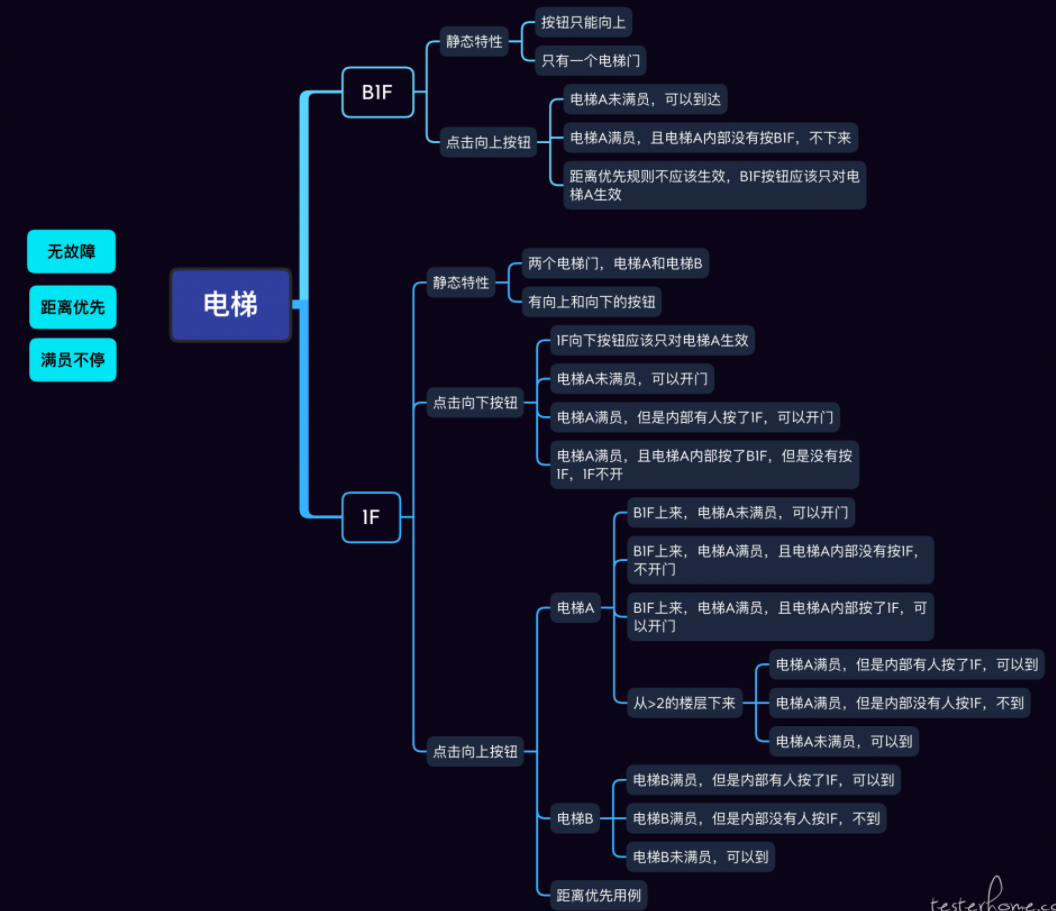 无故障
距离优先
满员不停
电梯
B1F
静态特性
按钮只能向上
只有一个电梯门
点击向上按钮
电梯A未满员，可以到达
电梯A满员，且电梯A内部没有按B1F，不下来
距离优先规则不应该生效，B1F按钮应该只对电
梯A生效
1F
静态特性
两个电梯门，电梯A和电梯B
有向上和向下的按钮
点击向下按钮
1F向下按钮应该只对电梯A生效
电梯A未满员，可以开门
电梯A满员，但是内部有人按了1F，可以开门
电梯A满员，且电梯A内部按了B1F，但是没有按
1F，1F不开
点击向上按钮
电梯A
B1F上来，电梯A未满员，可以开门
B1F上来，电梯A满员，且电梯A内部没有按1F，
不开门
B1F上来，电梯A满员，且电梯A内部按了1F，可
以开门
从>2的楼层下来
电梯A满员，但是内部有人按了1F，可以到
电梯A满员，但是内部没有人按1F，不到
电梯A未满员，可以到
电梯B
电梯B满员，但是内部有人按了1F，可以到
电梯B满员，但是内部没有人按1F，不到
电梯B未满员，可以到
距离优先用例
testerhome.co